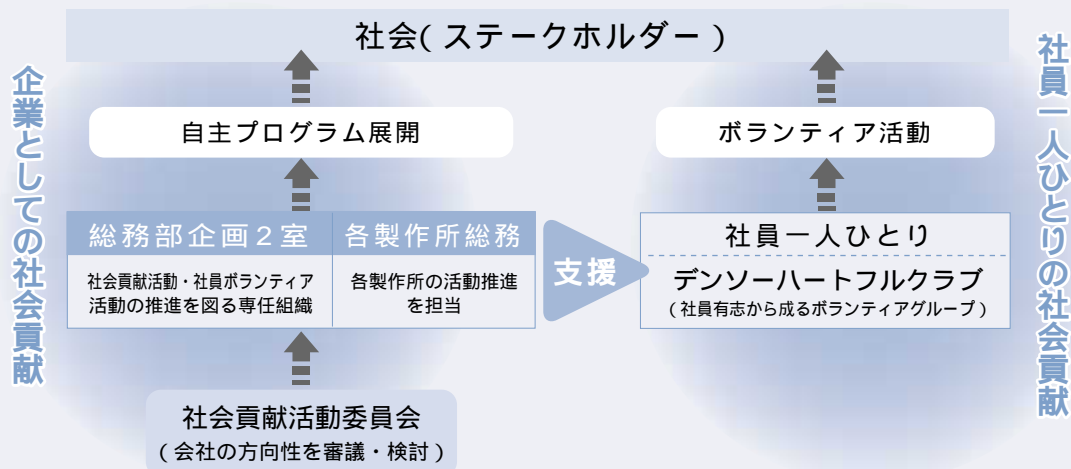 社会(ステークホルダー)
企業としての社会貢献
自主プログラム展開
総務部企画2室
社会貢献活動・社員ボランティア
活動の推進を図る専任組織
各製作所総務
各製作所の活動推進
を担当
社会貢献活動委員会
(会社の方向性を審議・検討)
支援
ボランティア活動
社員一人ひとり
デンソーハートフルクラブ
(社員有志から成るボランティアグループ)
社員一人ひとりの社会貢献